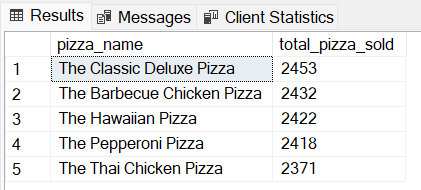 Results Messages Client Statistics
pizza_name total_pizza_sold
1 The Classic Deluxe Pizza 2453
2 The Barbecue Chicken Pizza 2432
3 The Hawaiian Pizza 2422
4 The Pepperoni Pizza 2418
5 The Thai Chicken Pizza 2371